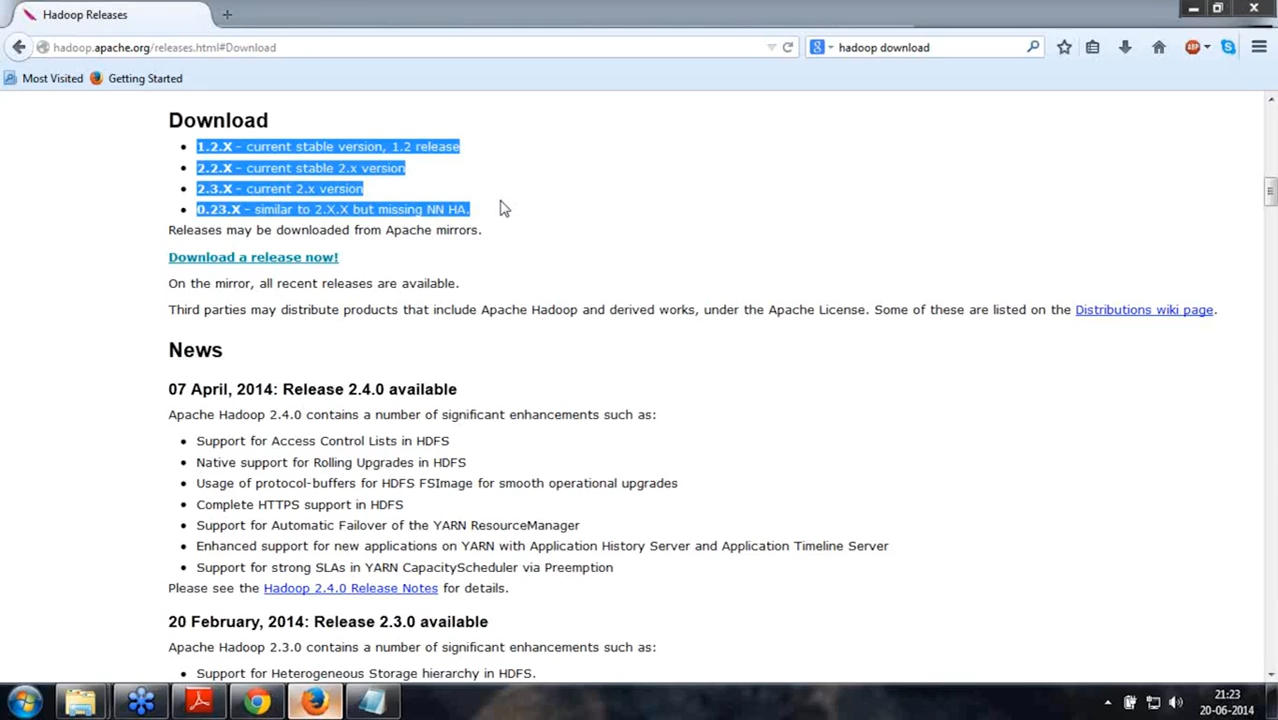 Hadoop Releases
hadoop.apache.org/releases.html#Download
hadoop download
Most Visited
Getting Started
Download
1.2.X - current stable version, 1.2 release
2.2.X - current stable 2.x version
2.3.X - current 2.x version
0.23.X - similar to 2.X.X but missing NN HA.
Releases may be downloaded from Apache mirrors.
Download a release now!
On the mirror, all recent releases are available.
Third parties may distribute products that include Apache Hadoop and derived works, under the Apache License. Some of these are listed on the Distributions wiki page.
News
07 April, 2014: Release 2.4.0 available
Apache Hadoop 2.4.0 contains a number of significant enhancements such as:
Support for Access Control Lists in HDFS
Native support for Rolling Upgrades in HDFS
Usage of protocol-buffers for HDFS FSImage for smooth operational upgrades
Complete HTTPS support in HDFS
Support for Automatic Failover of the YARN ResourceManager
Enhanced support for new applications on YARN with Application History Server and Application Timeline Server
Support for strong SLAs in YARN CapacityScheduler via Preemption
Please see the Hadoop 2.4.0 Release Notes for details.
20 February, 2014: Release 2.3.0 available
Apache Hadoop 2.3.0 contains a number of significant enhancements such as:
Support for Heterogeneous Storage hierarchy in HDFS.
21:23
20-06-2014